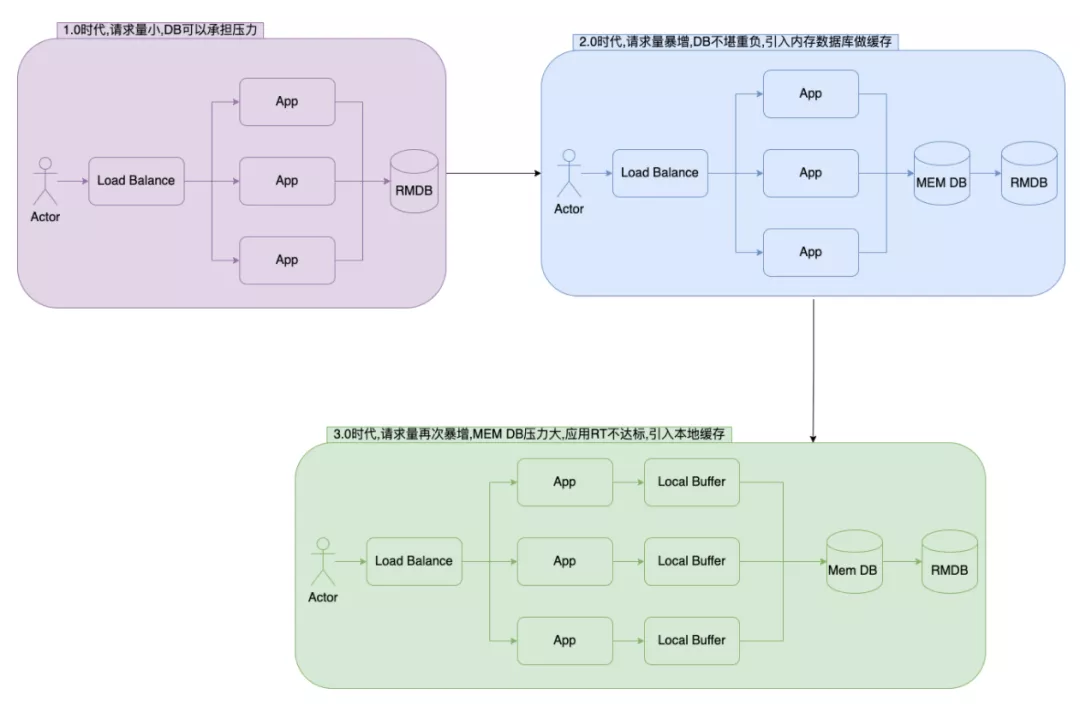 1.0时代,请求量小,DB可以承担压力
App
Load Balance
App
RMDB
Actor
App
2.0时代,请求量暴增,DB不堪重负,引入内存数据库做缓存
App
Load Balance
App
MEM DB
RMDB
Actor
App
3.0时代,请求量再次暴增,MEM DB压力大,应用RT不达标,引入本地缓存
App
Local Buffer
Load Balance
App
Local Buffer
Mem DB
RMDB
Actor
App
Local Buffer